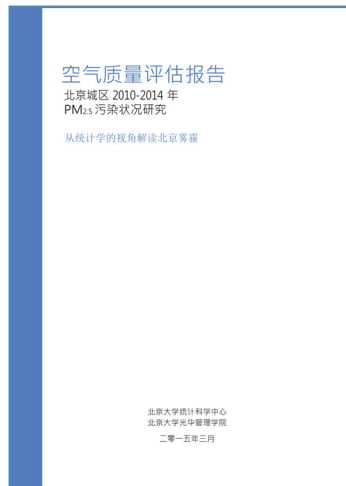 空气质量评估报告
北京城区 2010-2014 年
PM2.5 污染状况研究
从统计学的视角解读北京雾霾
北京大学统计科学中心
北京大学光华管理学院
二零一五年三月